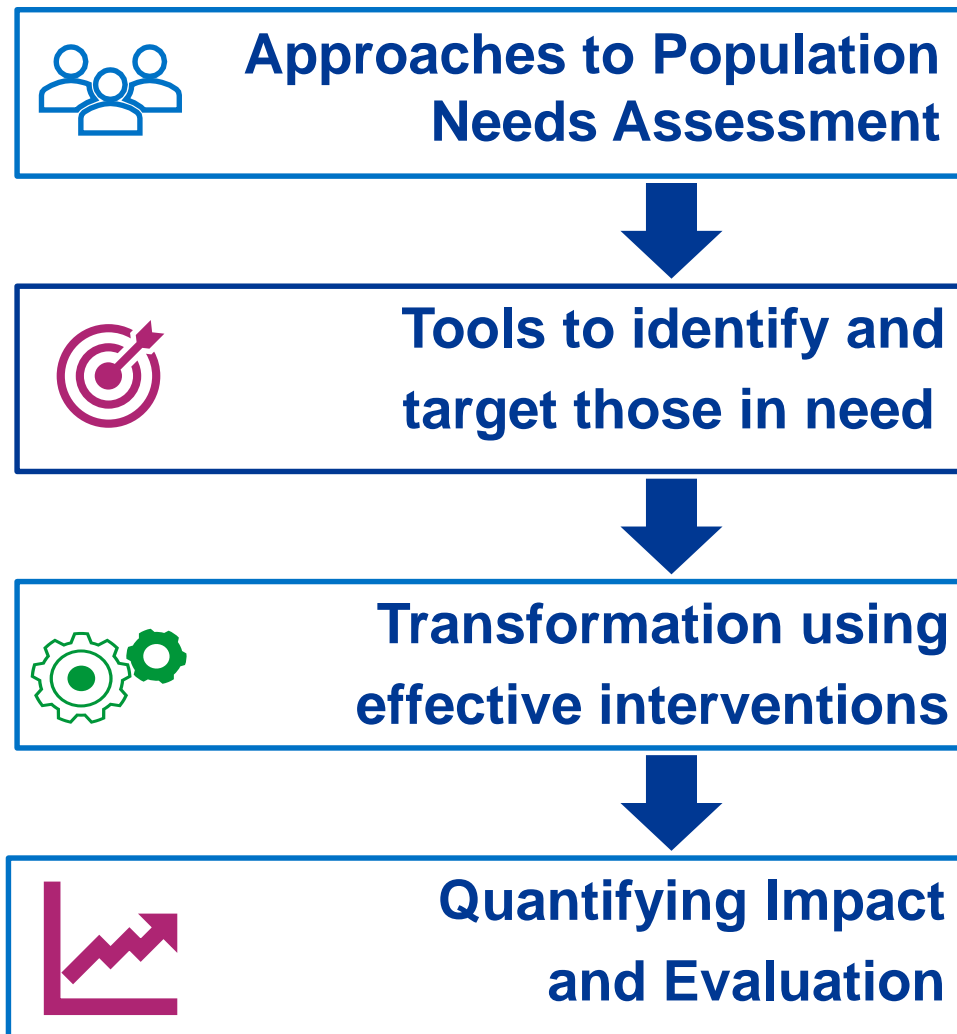 Approaches to Population
Needs Assessment
Tools to identify and
target those in need
Transformation using
effective interventions
Quantifying Impact
and Evaluation